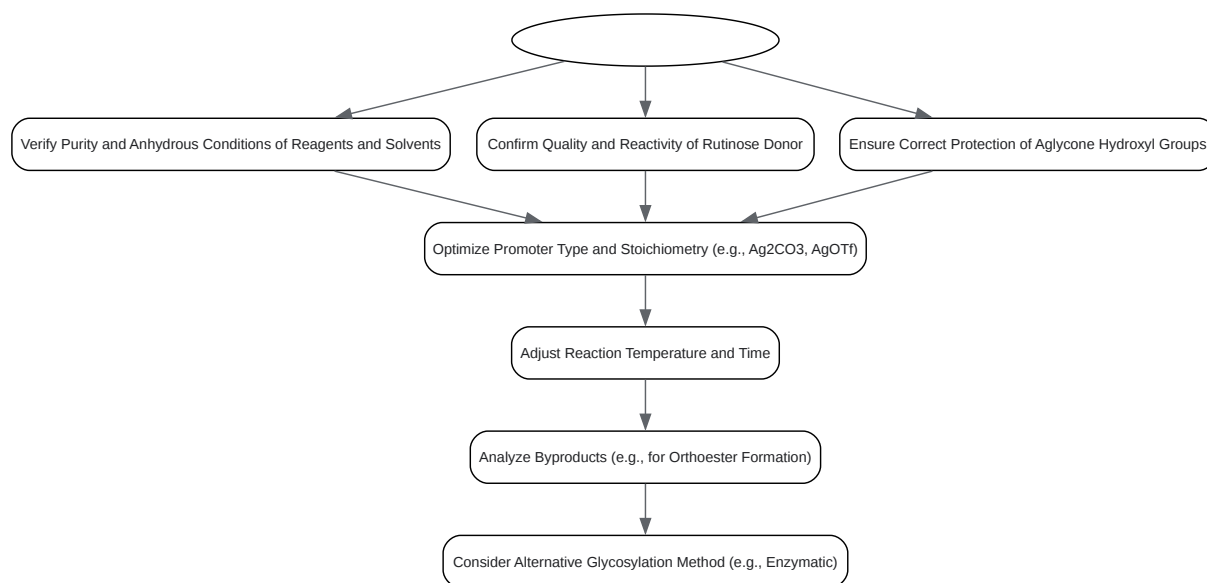 Verify Purity and Anhydrous Conditions of Reagents and Solvents
Confirm Quality and Reactivity of Rutinose Donor
Ensure Correct Protection of Aglycone Hydroxyl Groups
Optimize Promoter Type and Stoichiometry (e.g., Ag2CO3, AgOTf)
Adjust Reaction Temperature and Time
Analyze Byproducts (e.g., for Orthoester Formation)
Consider Alternative Glycosylation Method (e.g., Enzymatic)